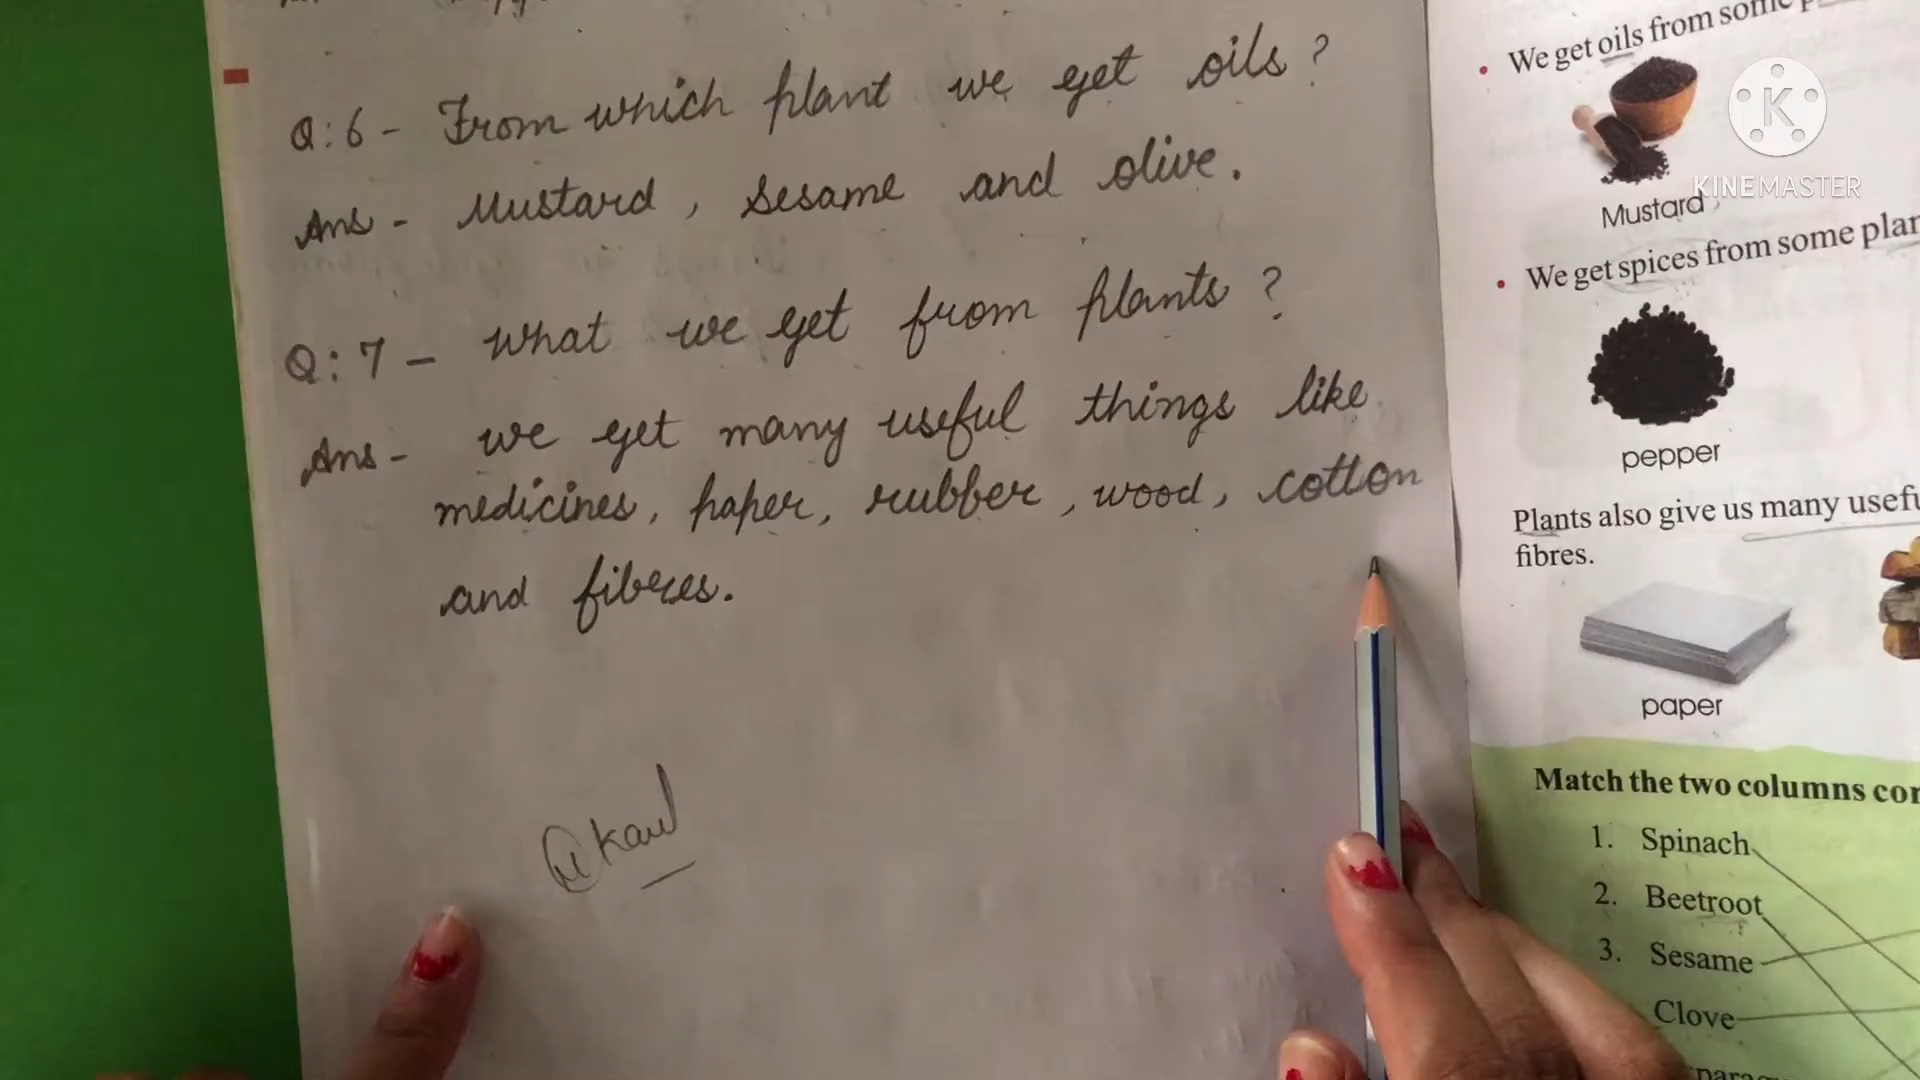 Q:6 - From which plant we get oils?
Ans - Mustard, Sesame and olive.
Q:7 - what we get from plants?
Ans - we get many useful things like
medicines, paper, rubber, wood, cotton
and fibres.
We get oils from some
KINEMASTER
Mustard
We get spices from some plan
pepper
Plants also give us many usefu
fibres.
paper
Match the two columns cor
1. Spinach
2. Beetroot
3. Sesame
Clove